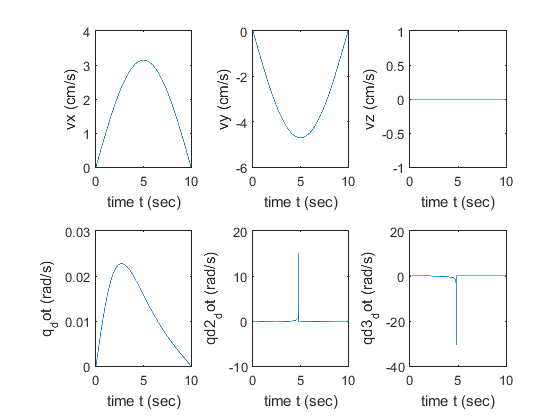 vx (cm/s)
4
3
2
1
0
0 5 10
time t (sec)
vy (cm/s)
0
-2
-4
-6
0 5 10
time t (sec)
vz (cm/s)
1
0.5
0
-0.5
-1
0 5 10
time t (sec)
q_dot (rad/s)
0.03
0.02
0.01
0
0 5 10
time t (sec)
qd2_dot (rad/s)
20
10
0
-10
0 5 10
time t (sec)
qd3_dot (rad/s)
20
0
-20
-40
0 5 10
time t (sec)